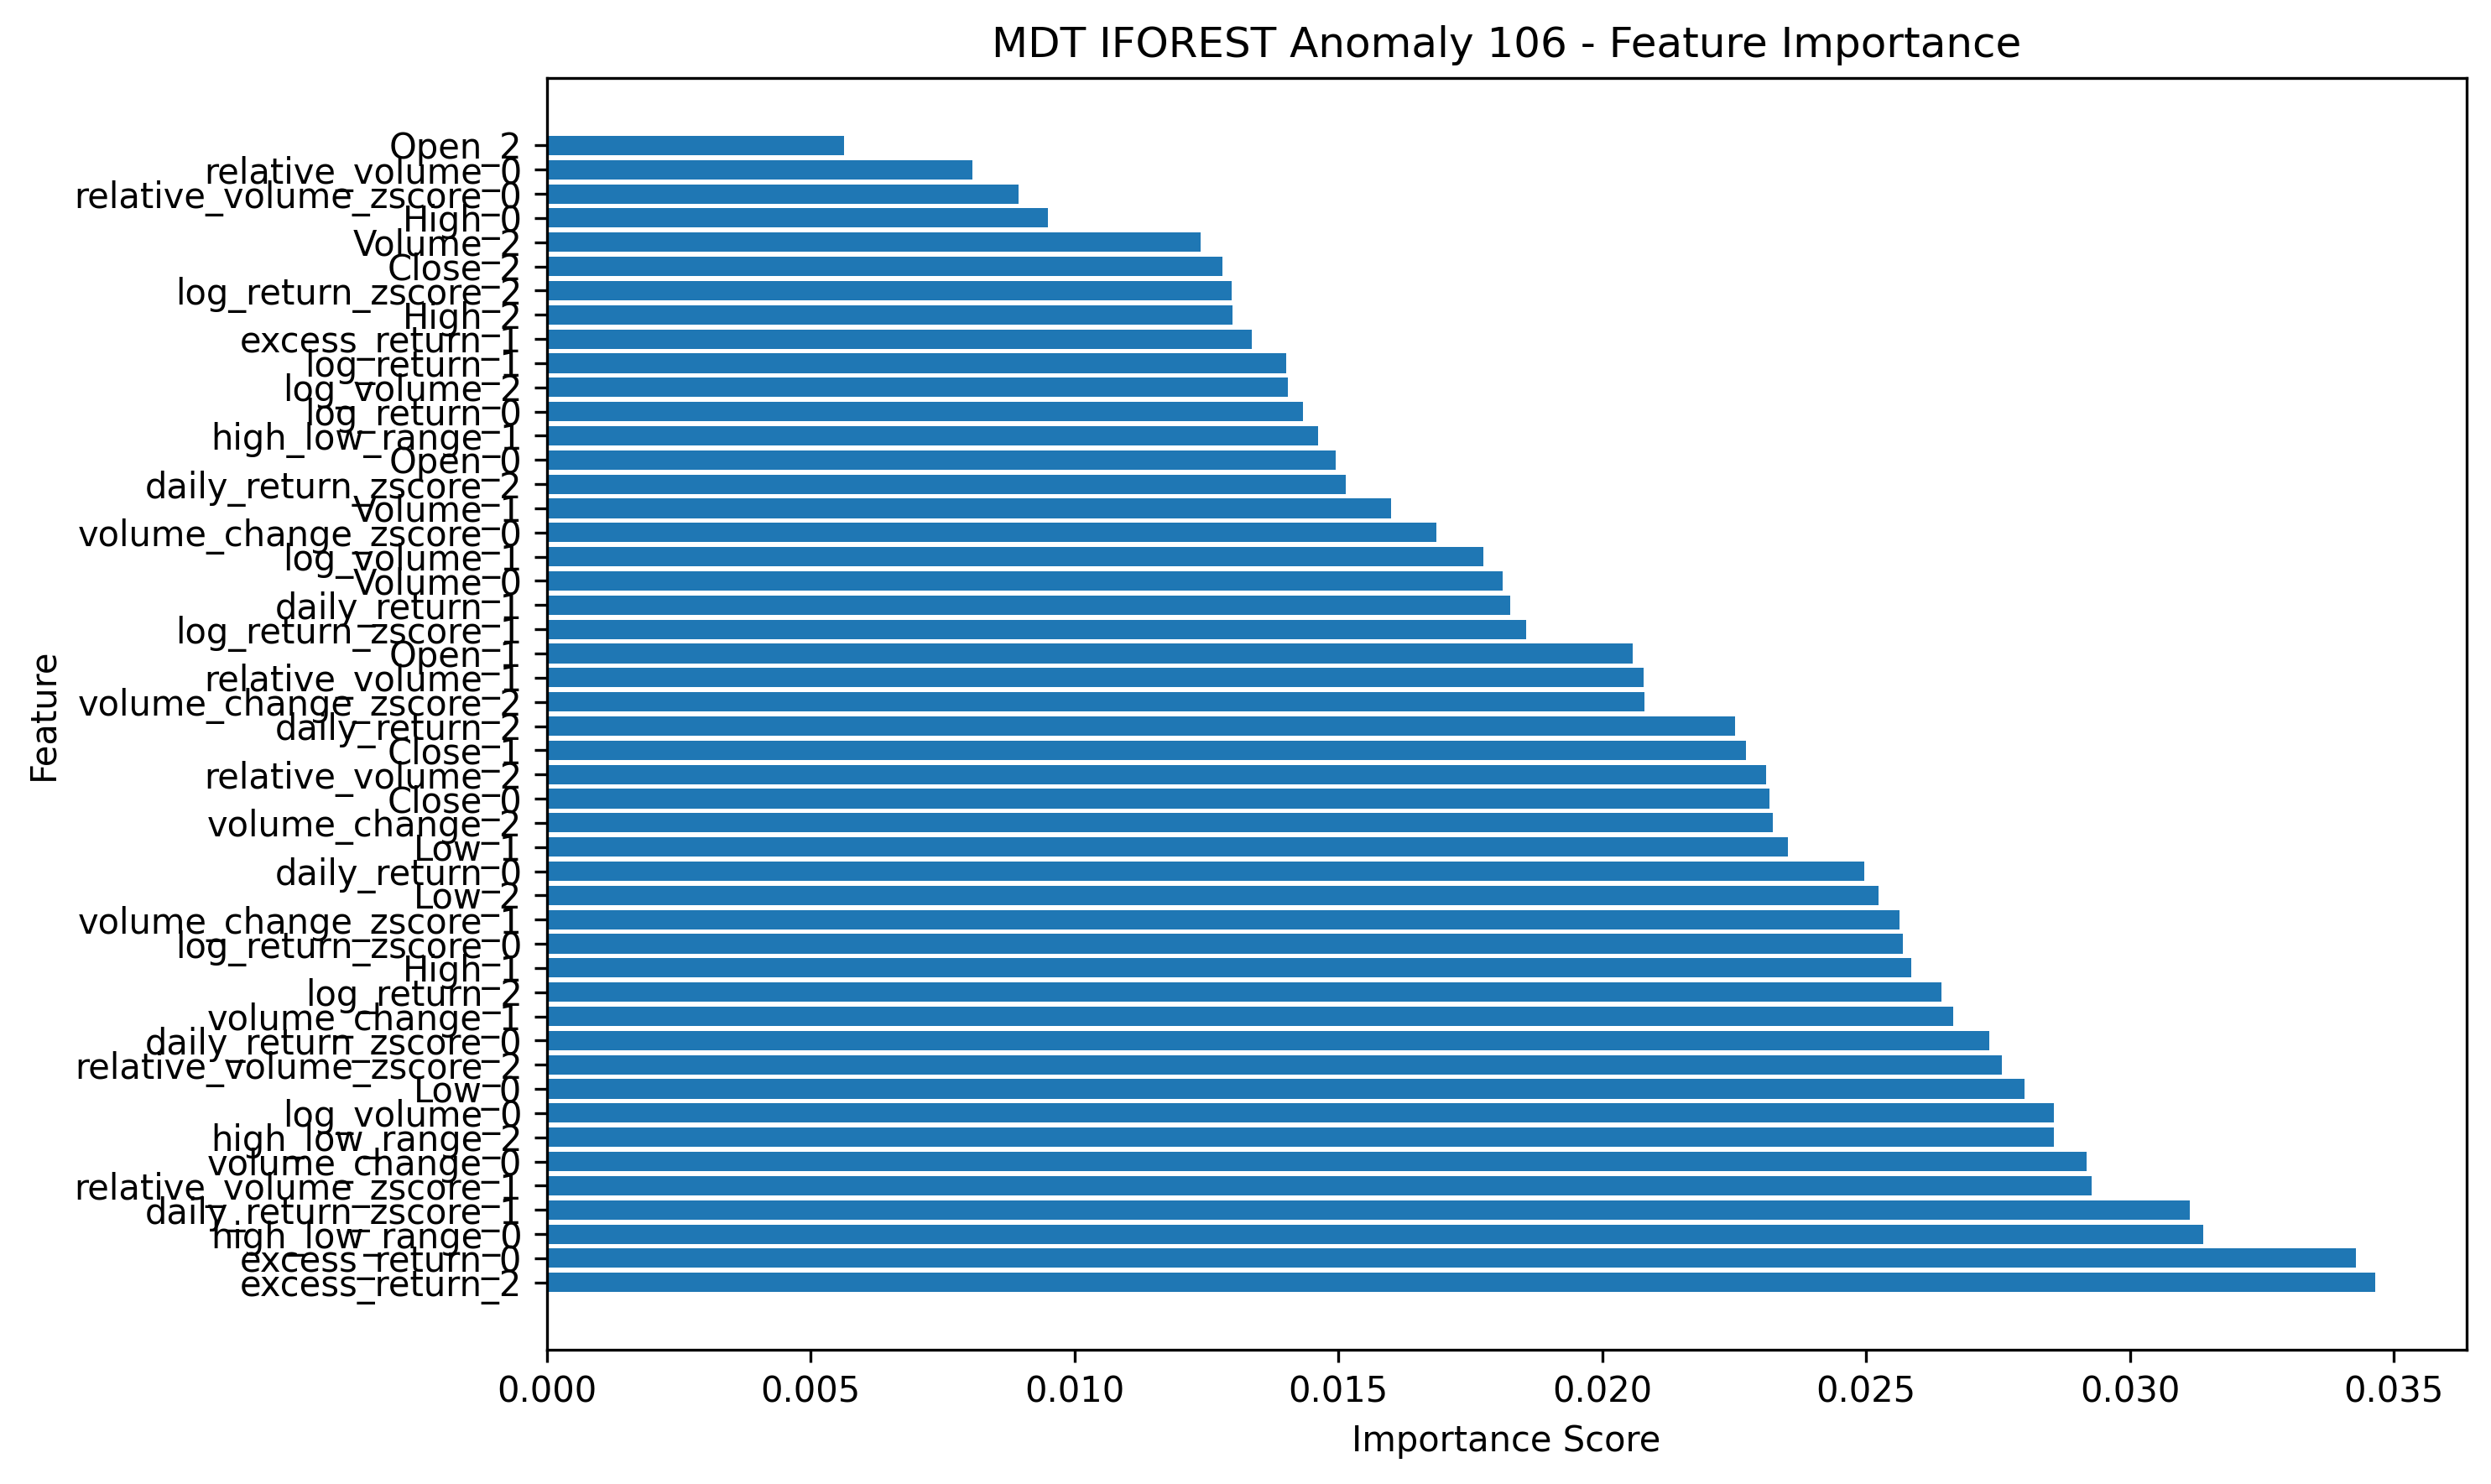 MDT IFOREST Anomaly 106 - Feature Importance
Open_2
relative_volume_0
relative_volume_zscore_0
High_0
Volume_2
Close_2
log_return_zscore_2
High_2
excess_return_1
log_return_1
log_volume_2
log_return_0
high_low_range_1
Open_0
daily_return_zscore_2
Volume_1
volume_change_zscore_0
log_volume_1
Volume_0
daily_return_1
log_return_zscore_1
Open_1
relative_volume_1
volume_change_zscore_2
daily_return_2
Close_1
relative_volume_2
Close_0
volume_change_2
Low_1
daily_return_0
Low_2
volume_change_zscore_1
log_return_zscore_0
High_1
log_return_2
volume_change_1
daily_return_zscore_0
relative_volume_zscore_2
Low_0
log_volume_0
high_low_range_2
volume_change_0
relative_volume_zscore_1
daily_return_zscore_1
high_low_range_0
excess_return_0
excess_return_2
Feature
0.000 0.005 0.010 0.015 0.020 0.025 0.030 0.035
Importance Score